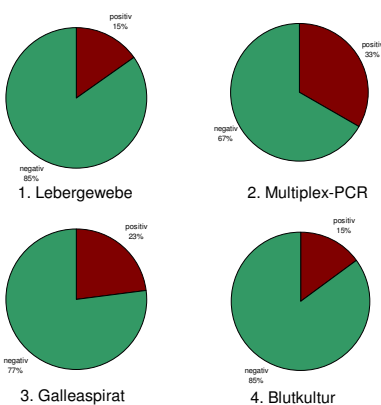 positiv
15%
negativ
85%
1. Lebergewebe
positiv
33%
negativ
67%
2. Multiplex-PCR
positiv
23%
negativ
77%
3. Galleaspirat
positiv
15%
negativ
85%
4. Blutkultur